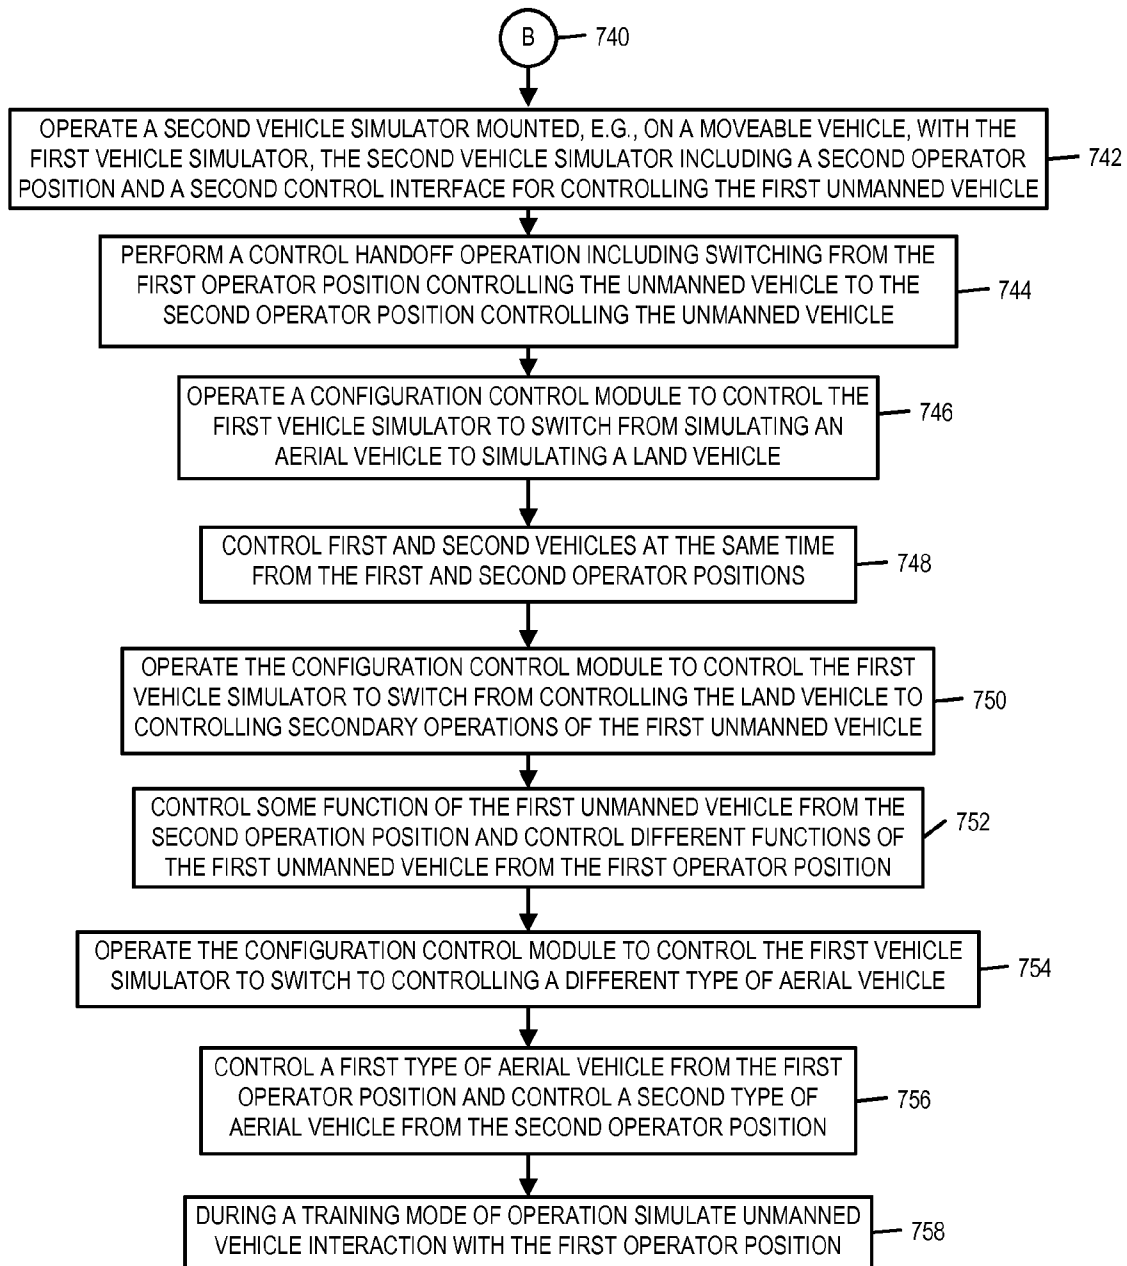 B
740
OPERATE A SECOND VEHICLE SIMULATOR MOUNTED, E.G., ON A MOVEABLE VEHICLE, WITH THE
FIRST VEHICLE SIMULATOR, THE SECOND VEHICLE SIMULATOR INCLUDING A SECOND OPERATOR
POSITION AND A SECOND CONTROL INTERFACE FOR CONTROLLING THE FIRST UNMANNED VEHICLE
742
PERFORM A CONTROL HANDOFF OPERATION INCLUDING SWITCHING FROM THE
FIRST OPERATOR POSITION CONTROLLING THE UNMANNED VEHICLE TO THE
SECOND OPERATOR POSITION CONTROLLING THE UNMANNED VEHICLE
744
OPERATE A CONFIGURATION CONTROL MODULE TO CONTROL THE
FIRST VEHICLE SIMULATOR TO SWITCH FROM SIMULATING AN
AERIAL VEHICLE TO SIMULATING A LAND VEHICLE
746
CONTROL FIRST AND SECOND VEHICLES AT THE SAME TIME
FROM THE FIRST AND SECOND OPERATOR POSITIONS
748
OPERATE THE CONFIGURATION CONTROL MODULE TO CONTROL THE FIRST
VEHICLE SIMULATOR TO SWITCH FROM CONTROLLING THE LAND VEHICLE TO
CONTROLLING SECONDARY OPERATIONS OF THE FIRST UNMANNED VEHICLE
750
CONTROL SOME FUNCTION OF THE FIRST UNMANNED VEHICLE FROM THE
SECOND OPERATION POSITION AND CONTROL DIFFERENT FUNCTIONS OF
THE FIRST UNMANNED VEHICLE FROM THE FIRST OPERATOR POSITION
752
OPERATE THE CONFIGURATION CONTROL MODULE TO CONTROL THE FIRST VEHICLE
SIMULATOR TO SWITCH TO CONTROLLING A DIFFERENT TYPE OF AERIAL VEHICLE
754
CONTROL A FIRST TYPE OF AERIAL VEHICLE FROM THE FIRST
OPERATOR POSITION AND CONTROL A SECOND TYPE OF
AERIAL VEHICLE FROM THE SECOND OPERATOR POSITION
756
DURING A TRAINING MODE OF OPERATION SIMULATE UNMANNED
VEHICLE INTERACTION WITH THE FIRST OPERATOR POSITION
758